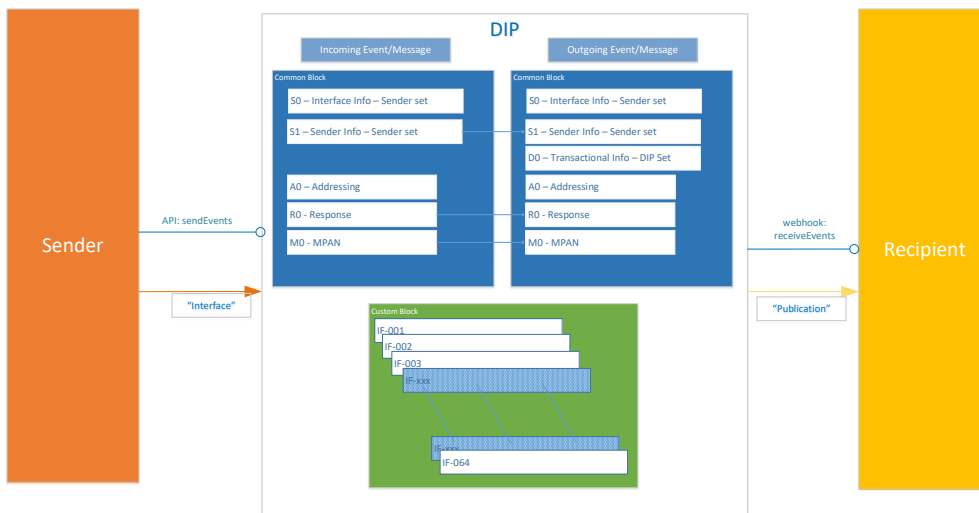 DIP
Incoming Event/Message
Outgoing Event/Message
Common Block
S0 – Interface Info – Sender set
S1 – Sender Info – Sender set
A0 – Addressing
R0 - Response
M0 - MPAN
Common Block
S0 – Interface Info – Sender set
S1 – Sender Info – Sender set
D0 – Transactional Info – DIP Set
A0 – Addressing
R0 - Response
M0 - MPAN
Sender
API: sendEvents
"Interface"
webhook:
receiveEvents
"Publication"
Recipient
Custom Block
IF-001
IF-002
IF-003
IF-xxx
IF-xxx
IF-064